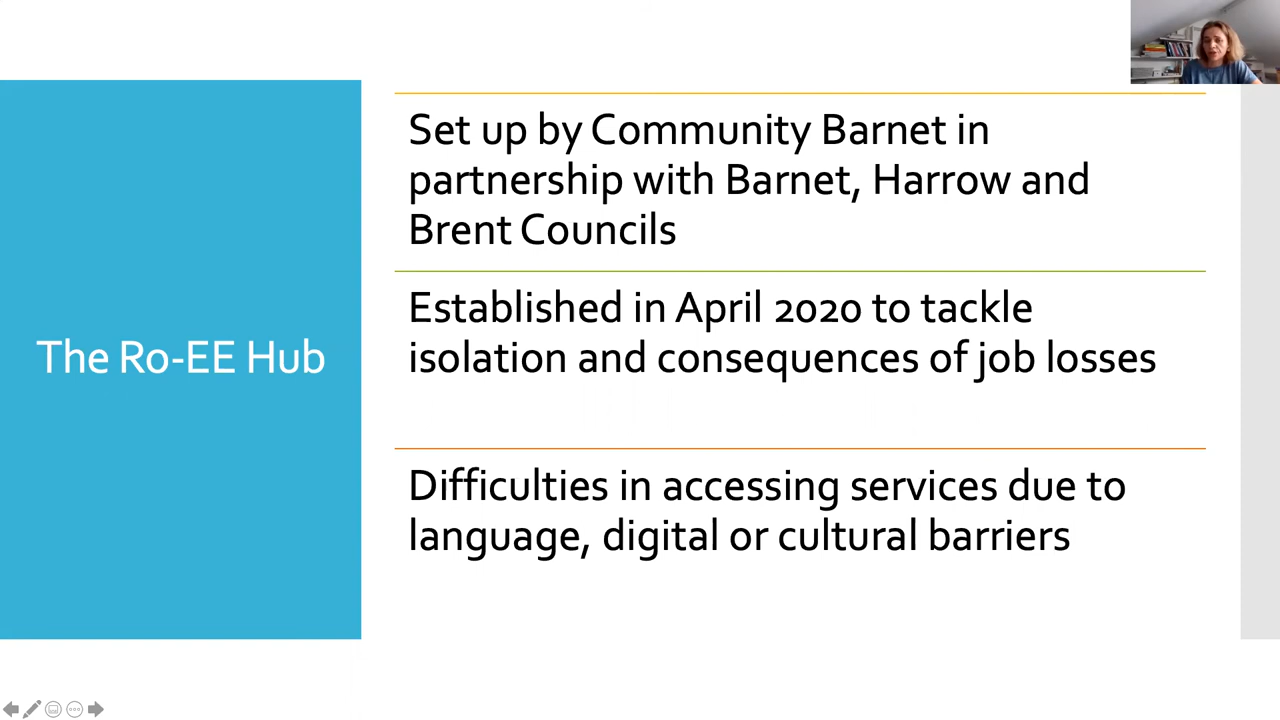 The Ro-EE Hub
Set up by Community Barnet in
partnership with Barnet, Harrow and
Brent Councils
Established in April 2020 to tackle
isolation and consequences of job losses
Difficulties in accessing services due to
language, digital or cultural barriers